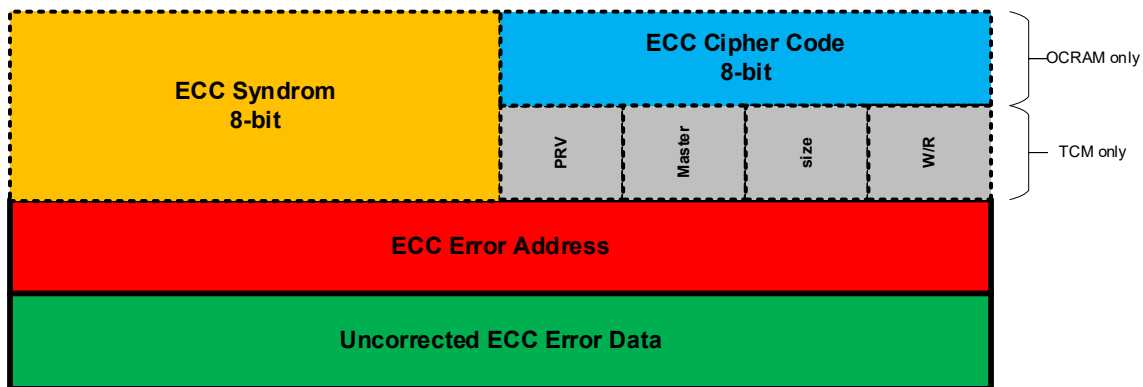 ECC Syndrom
8-bit
ECC Cipher Code
8-bit
OCRAM only
PRV
Master
size
W/R
TCM only
ECC Error Address
Uncorrected ECC Error Data